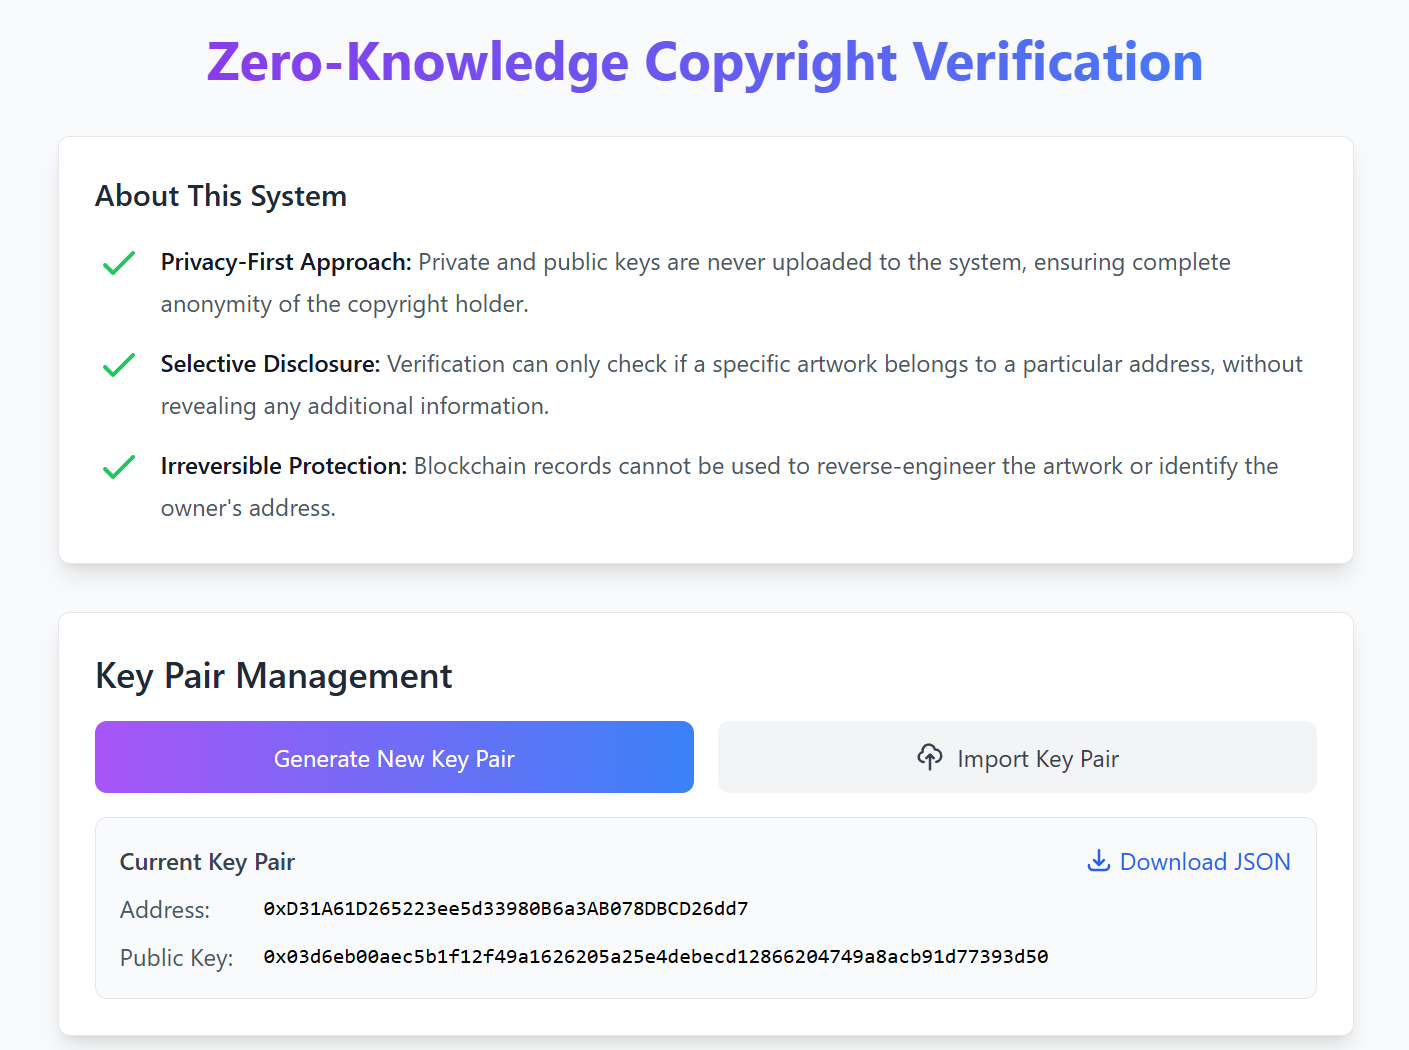 Zero-Knowledge Copyright Verification
About This System
Privacy-First Approach: Private and public keys are never uploaded to the system, ensuring complete
anonymity of the copyright holder.
Selective Disclosure: Verification can only check if a specific artwork belongs to a particular address, without
revealing any additional information.
Irreversible Protection: Blockchain records cannot be used to reverse-engineer the artwork or identify the
owner's address.
Key Pair Management
Generate New Key Pair
Import Key Pair
Current Key Pair
Download JSON
Address: 0xD31A61D265223ee5d33980B6a3AB078DBCD26dd7
Public Key: 0x03d6eb00aec5b1f12f49a1626205a25e4debecd12866204749a8acb91d77393d50